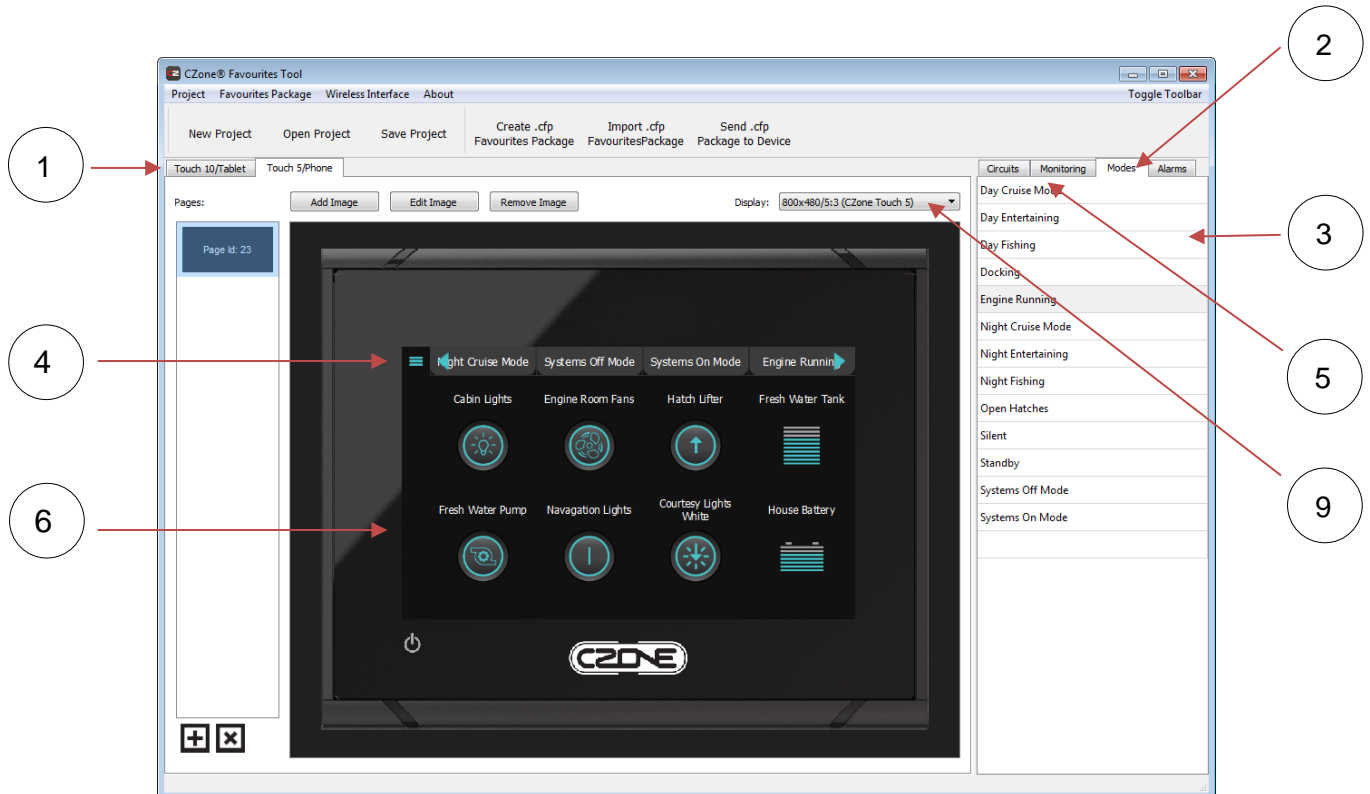 2
CZone® Favourites Tool
Project Favourites Package Wireless Interface About Toggle Toolbar
New Project Open Project Save Project
Create .cfp
Favourites Package
Import .cfp
FavouritesPackage
Send .cfp
Package to Device
1
Touch 10/Tablet Touch 5/Phone
Circuits Monitoring Modes Alarms
Pages: Add Image Edit Image Remove Image Display: 800x480/5:3 (CZone Touch 5)
Page Id: 23
Day Cruise Mode
Day Entertaining
Day Fishing
Docking
Engine Running
Night Cruise Mode
Night Entertaining
Night Fishing
Open Hatches
Silent
Standby
Systems Off Mode
Systems On Mode
3
4
Night Cruise Mode Systems Off Mode Systems On Mode Engine Running
5
Cabin Lights Engine Room Fans Hatch Lifter Fresh Water Tank
6
Fresh Water Pump Navagation Lights
Courtesy Lights
White
House Battery
9
CZONE